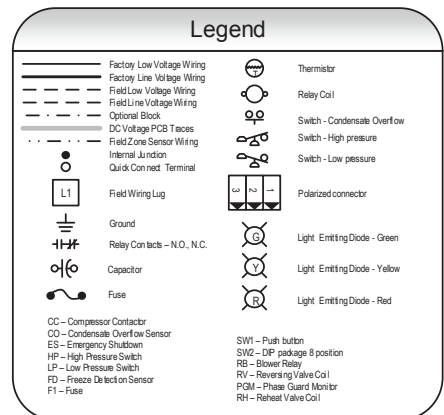 Legend
Factory Low Voltage Wiring
Factory Line Voltage Wiring
Field Low Voltage Wiring
Field Line Voltage Wiring
Optional Block
DC Voltage PCB Traces
Field Zone Sensor Wiring
Internal Junction
Quick Connect Terminal
L1 Field Wiring Lug
Ground
Relay Contacts – N.O., N.C.
Capacitor
Fuse
T Thermistor
Relay Coil
Switch - Condensate Overflow
Switch - High pressure
Switch - Low pressure
3 2 1 Polarized connector
G Light Emitting Diode - Green
Y Light Emitting Diode - Yellow
R Light Emitting Diode - Red
CC – Compressor Contactor
CO – Condensate Overflow Sensor
ES – Emergency Shutdown
HP – High Pressure Switch
LP – Low Pressure Switch
FD – Freeze Detection Sensor
F1 – Fuse
SW1 – Push button
SW2 – DIP package 8 position
RB – Blower Relay
RV – Reversing Valve Coil
PGM – Phase Guard Monitor
RH – Reheat Valve Coil